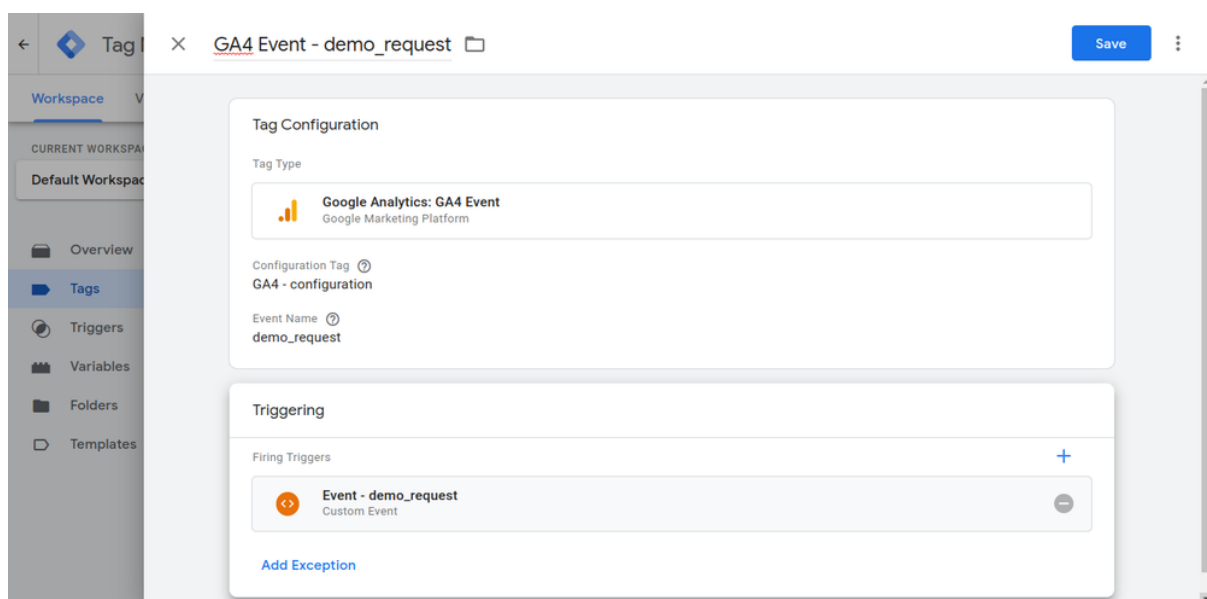 Tag
GA4 Event - demo_request
Save
Workspace V
CURRENT WORKSPA
Default Workspac
Overview
Tags
Triggers
Variables
Folders
Templates
Tag Configuration
Tag Type
Google Analytics: GA4 Event
Google Marketing Platform
Configuration Tag
GA4 - configuration
Event Name
demo_request
Triggering
Firing Triggers
Event - demo_request
Custom Event
Add Exception